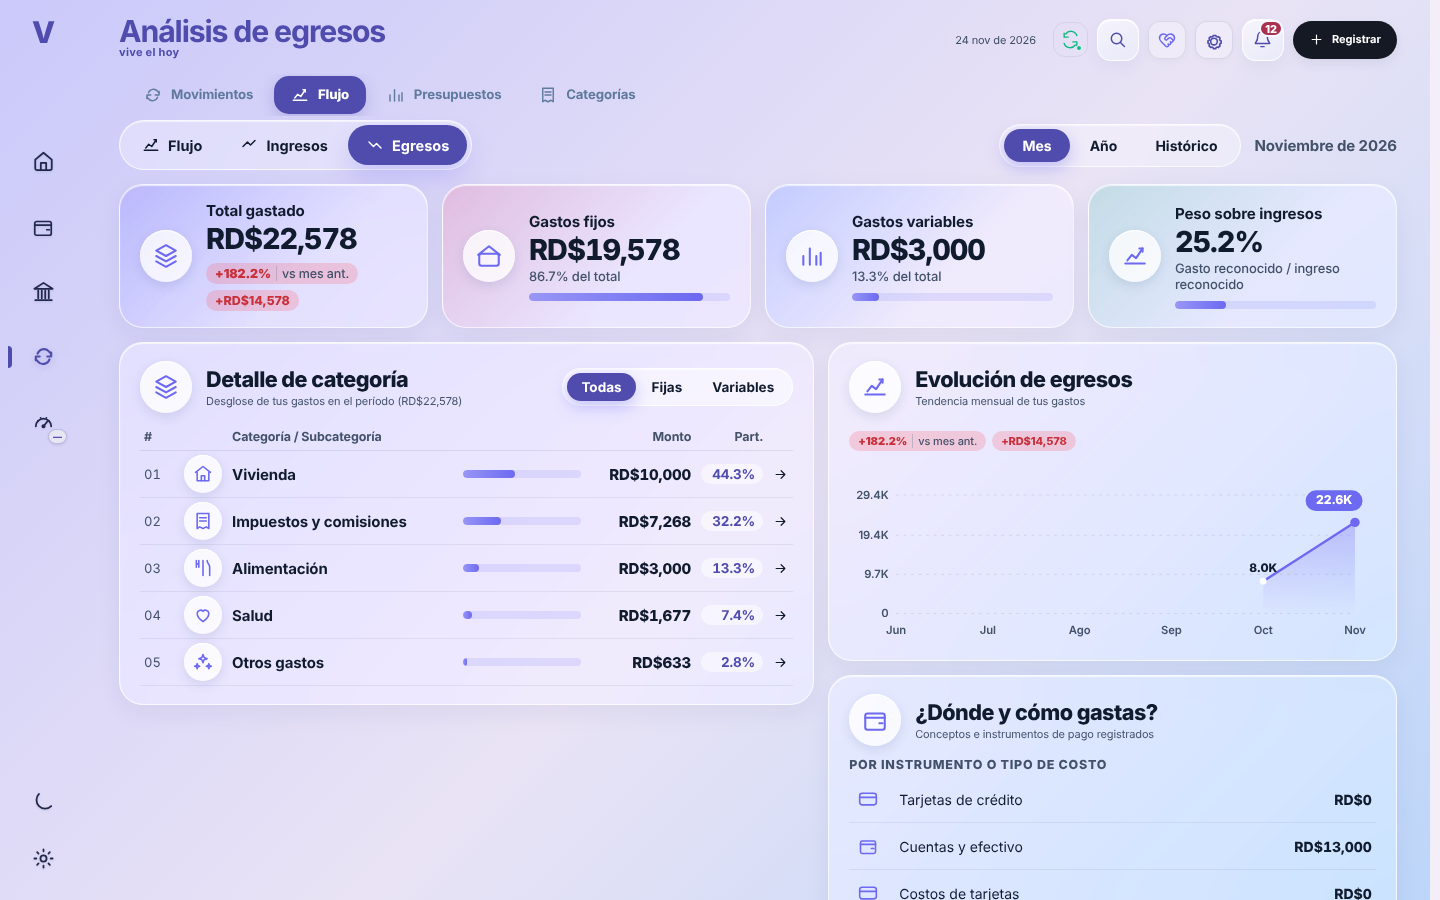 V
Análisis de egresos
vive el hoy
24 nov de 2026
12
Registrar
Movimientos
Flujo
Presupuestos
Categorías
Flujo
Ingresos
Egresos
Mes
Año
Histórico
Noviembre de 2026
Total gastado
RD$22,578
+182.2% vs mes ant.
+RD$14,578
Gastos fijos
RD$19,578
86.7% del total
Gastos variables
RD$3,000
13.3% del total
Peso sobre ingresos
25.2%
Gasto reconocido / ingreso
reconocido
Detalle de categoría
Desglose de tus gastos en el período (RD$22,578)
Todas
Fijas
Variables
# Categoría / Subcategoría Monto Part.
01 Vivienda RD$10,000 44.3% →
02 Impuestos y comisiones RD$7,268 32.2% →
03 Alimentación RD$3,000 13.3% →
04 Salud RD$1,677 7.4% →
05 Otros gastos RD$633 2.8% →
Evolución de egresos
Tendencia mensual de tus gastos
+182.2% vs mes ant.
+RD$14,578
29.4K
22.6K
19.4K
8.0K
9.7K
0
Jun Jul Ago Sep Oct Nov
¿Dónde y cómo gastas?
Conceptos e instrumentos de pago registrados
POR INSTRUMENTO O TIPO DE COSTO
Tarjetas de crédito RD$0
Cuentas y efectivo RD$13,000
Costos de tarjetas RD$0